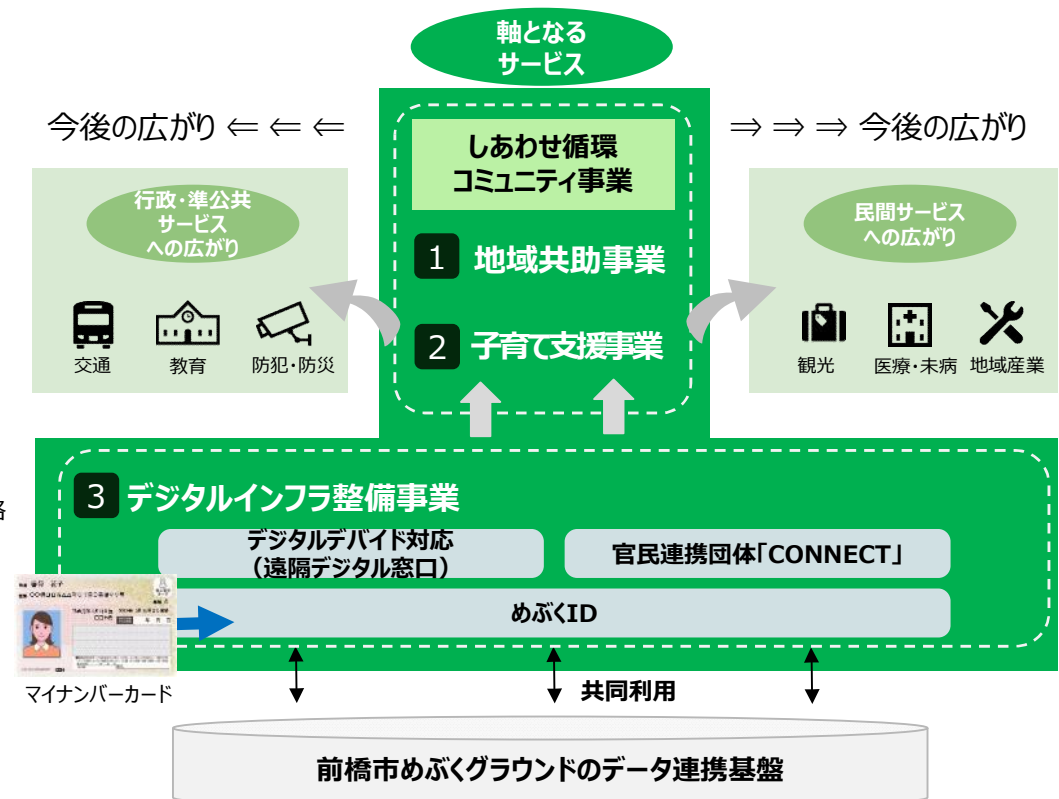 軸となる
サービス
今後の広がり ⇐ ⇐ ⇐
⇒ ⇒ ⇒ 今後の広がり
しあわせ循環
コミュニティ事業
行政・準公共
サービス
への広がり
民間サービス
への広がり
1 地域共助事業
2 子育て支援事業
交通
教育
防犯・防災
観光
医療・未病
地域産業
3 デジタルインフラ整備事業
デジタルデバイド対応
（遠隔デジタル窓口）
官民連携団体「CONNECT」
めぶくID
マイナンバーカード
共同利用
前橋市めぶくグラウンドのデータ連携基盤